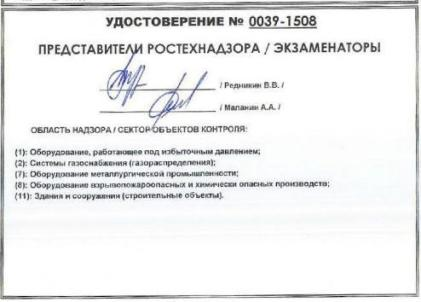 УДОСТОВЕРЕНИЕ № 0039-1508
ПРЕДСТАВИТЕЛИ РОСТЕХНАДЗОРА / ЭКЗАМЕНАТОРЫ
/ Редникин В.В. /
/ Маланин А.А. /
ОБЛАСТЬ НАДЗОРА / СЕКТОР ОБЪЕКТОВ КОНТРОЛЯ:
(1): Оборудование, работающее под избыточным давлением;
(2): Системы газоснабжения (газораспределения);
(7): Оборудование металлургической промышленности;
(8): Оборудование взрывопожароопасных и химически опасных производств;
(11): Здания и сооружения (строительные объекты).